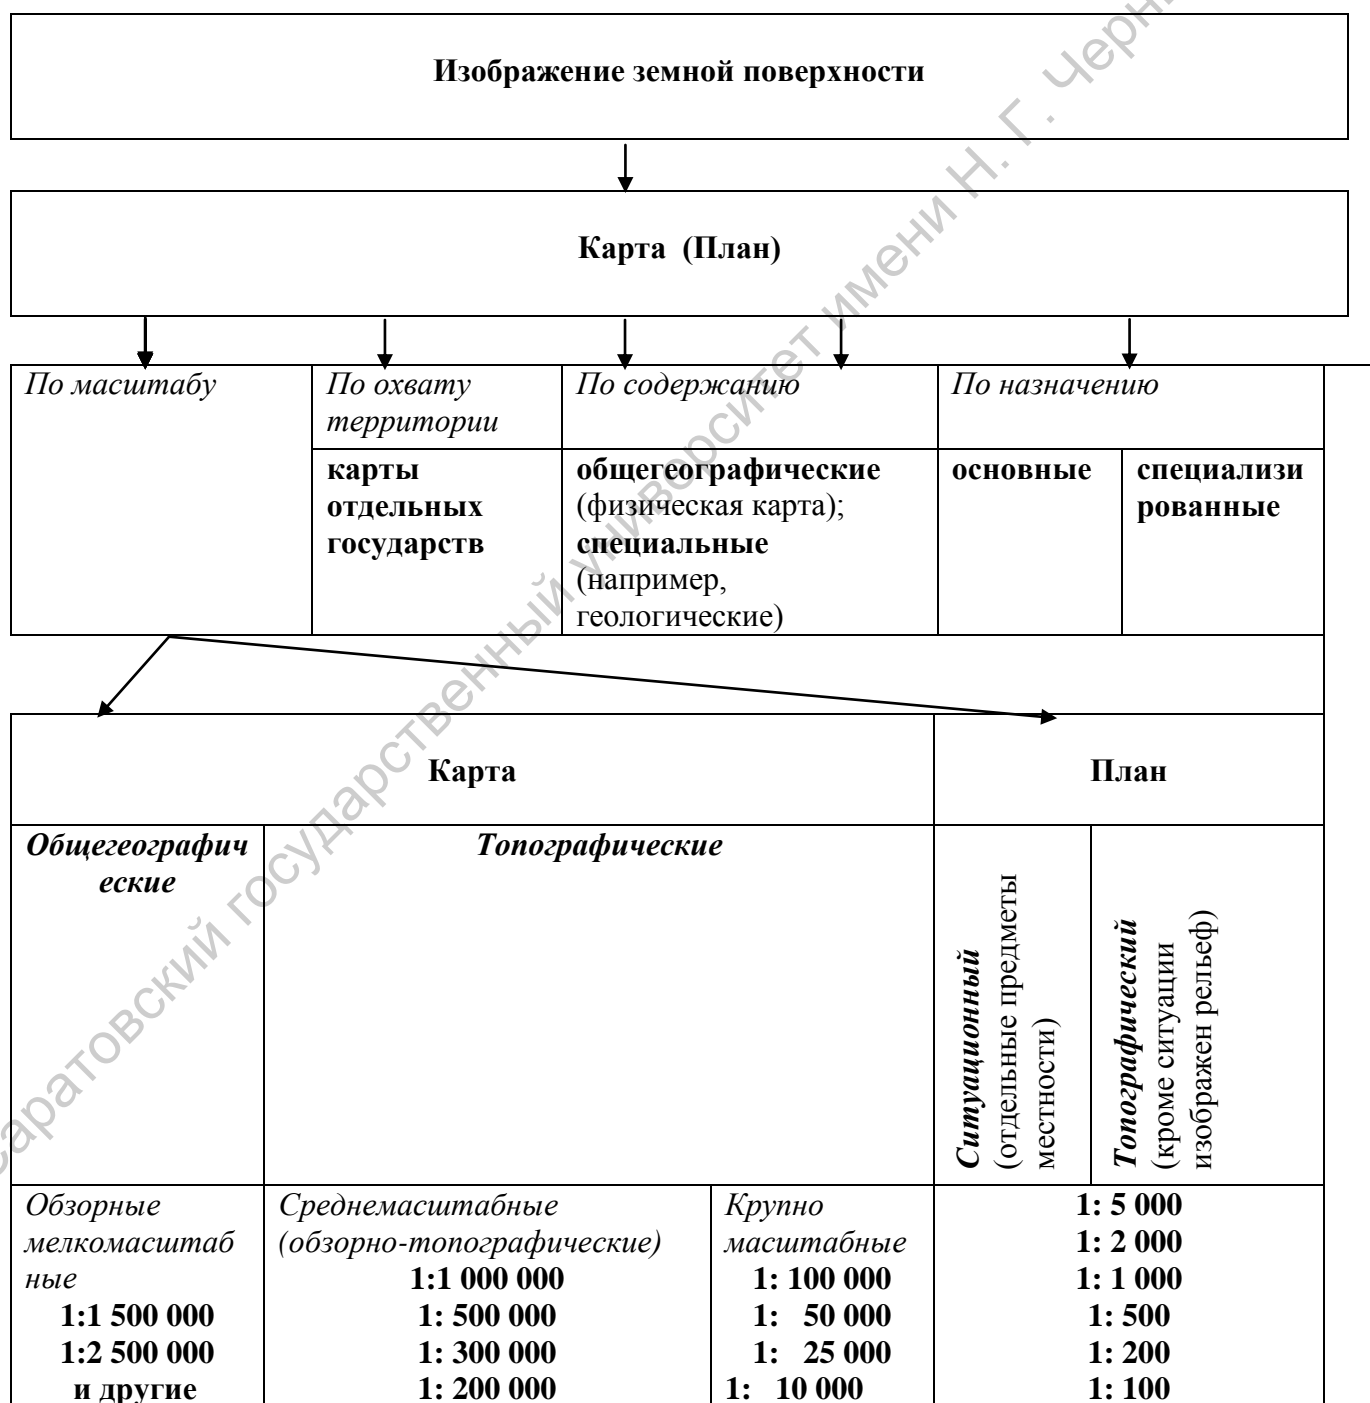 Изображение земной поверхности
Карта (План)
По масштабу
По охвату
территории
По содержанию
По назначению
карты
отдельных
государств
общегеографические
(физическая карта);
специальные
(например,
геологические)
основные
специализи
рованные
Карта
План
Общегеографич
еские
Топографические
Ситуационный
(отдельные предметы
местности)
Топографический
(кроме ситуации
изображен рельеф)
Обзорные
мелкомасштаб
ные
1:1 500 000
1:2 500 000
и другие
Среднемасштабные
(обзорно-топографические)
1:1 000 000
1: 500 000
1: 300 000
1: 200 000
Крупно
масштабные
1: 100 000
1: 50 000
1: 25 000
1: 10 000
1: 5 000
1: 2 000
1: 1 000
1: 500
1: 200
1: 100
Саратовский государственный университет имени Н. Г. Черны